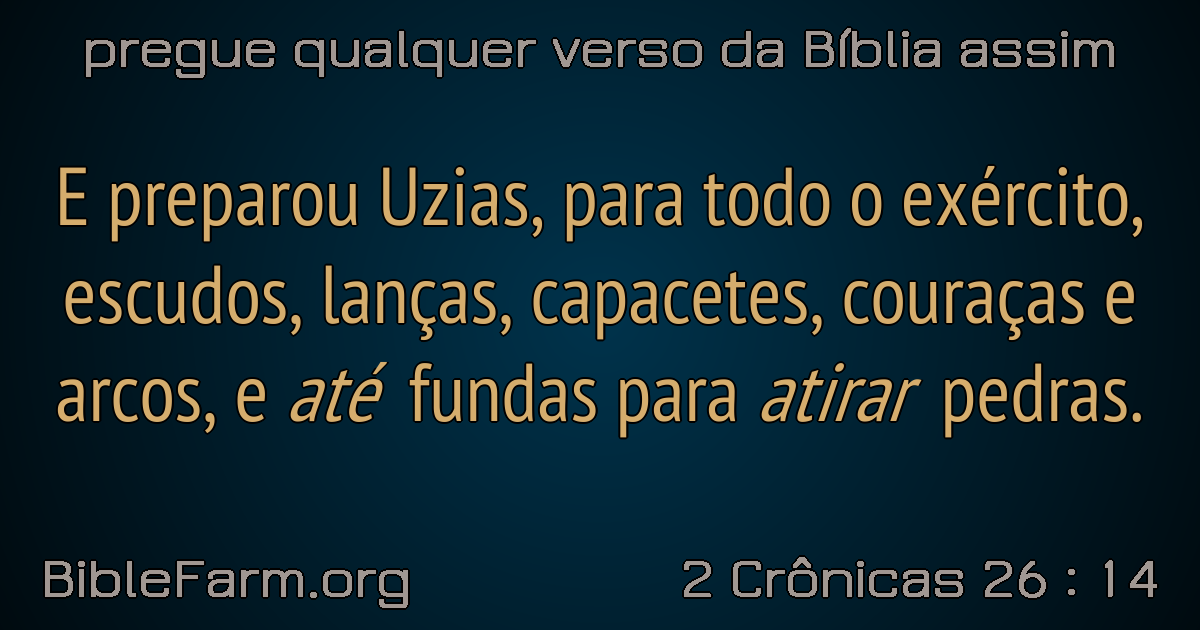 pregue qualquer verso da Bíblia assim
E preparou Uzias, para todo o exército,
escudos, lanças, capacetes, couraças e
arcos, e até fundas para atirar pedras.
BibleFarm.org
2 Crônicas 26 : 14